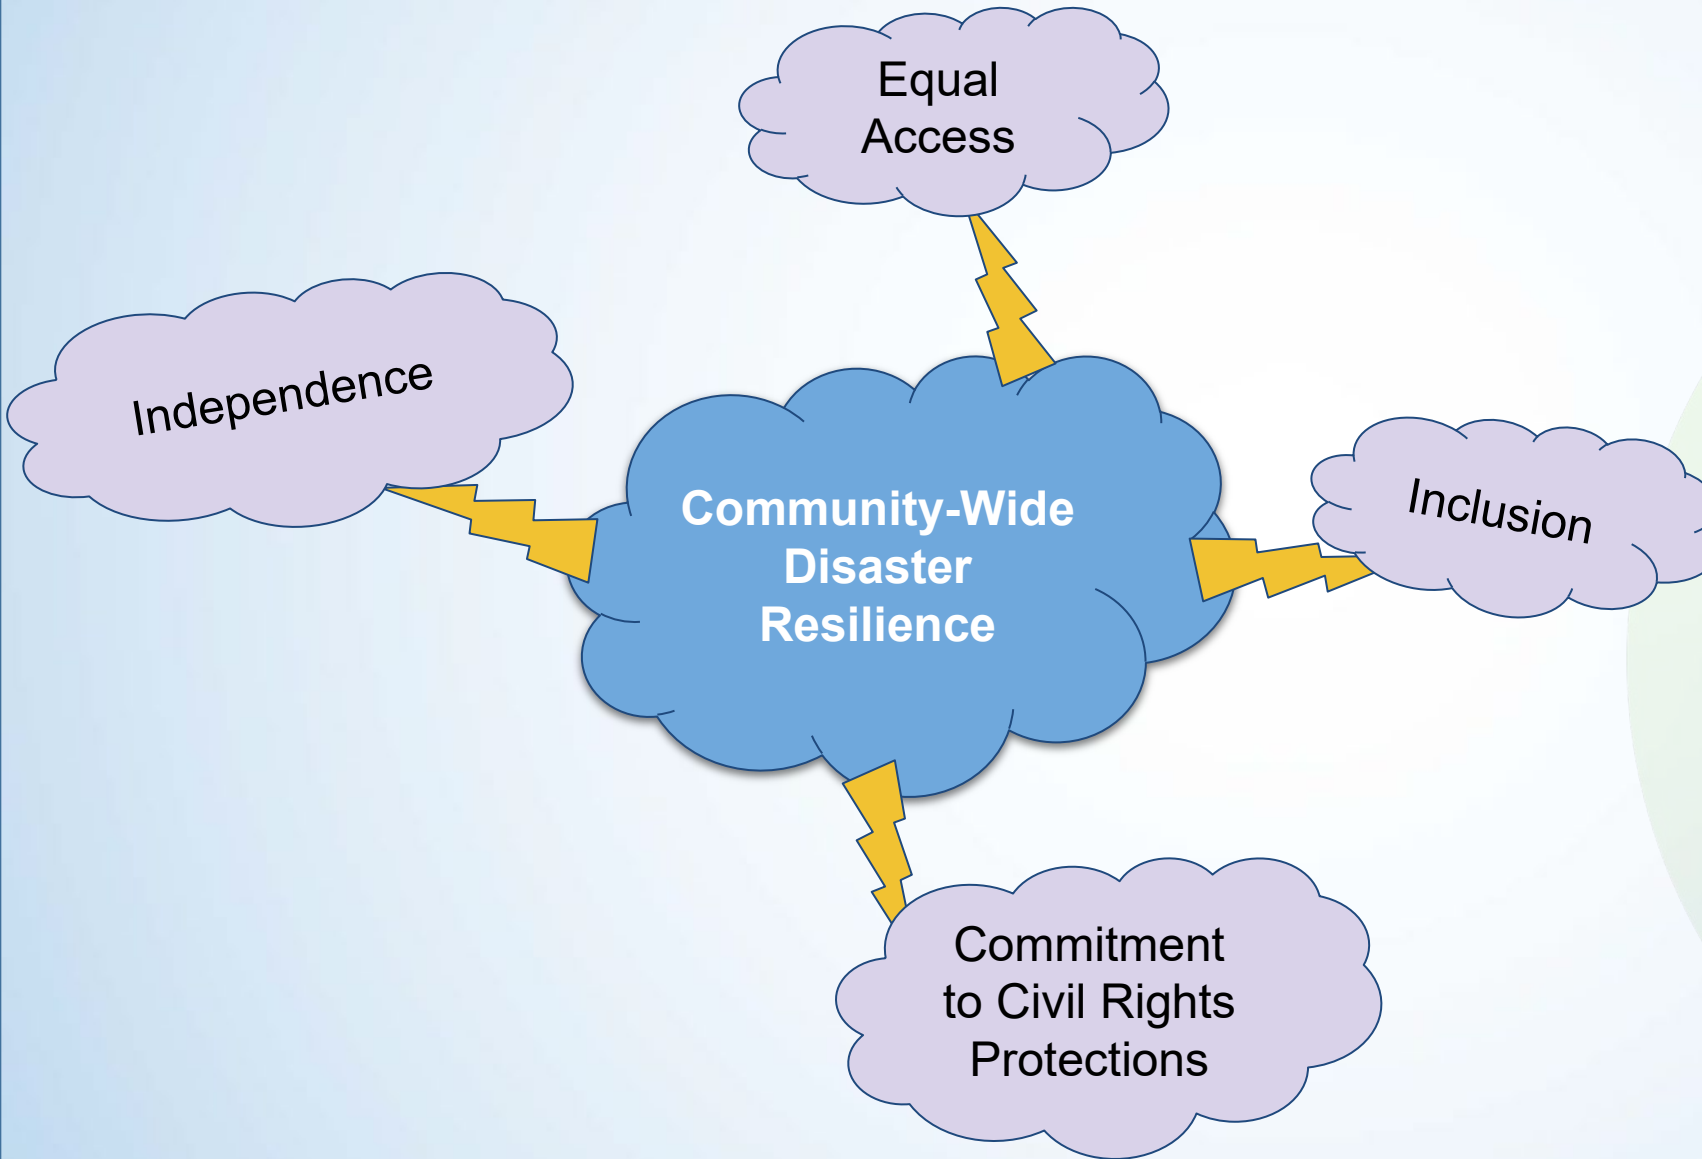 Equal
Access
Independence
Community-Wide
Disaster
Resilience
Inclusion
Commitment
to Civil Rights
Protections